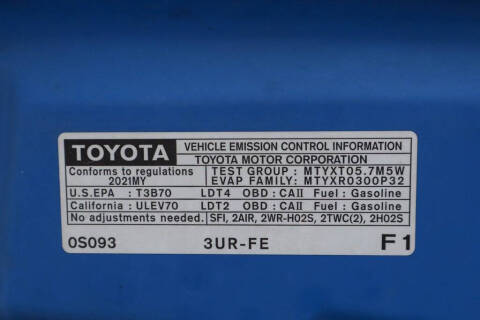 TOYOTA VEHICLE EMISSION CONTROL INFORMATION
TOYOTA MOTOR CORPORATION
Conforms to regulations TEST GROUP : MTYXT05.7M5W
2021MY EVAP FAMILY: MTYXR0300P32
U.S.EPA : T3B70 LDT4 OBD : CAII Fuel : Gasoline
California : ULEV70 LDT2 OBD : CAII Fuel : Gasoline
No adjustments needed. SFI, 2AIR, 2WR-HO2S, 2TWC(2), 2HO2S
0S093 3UR-FE F1